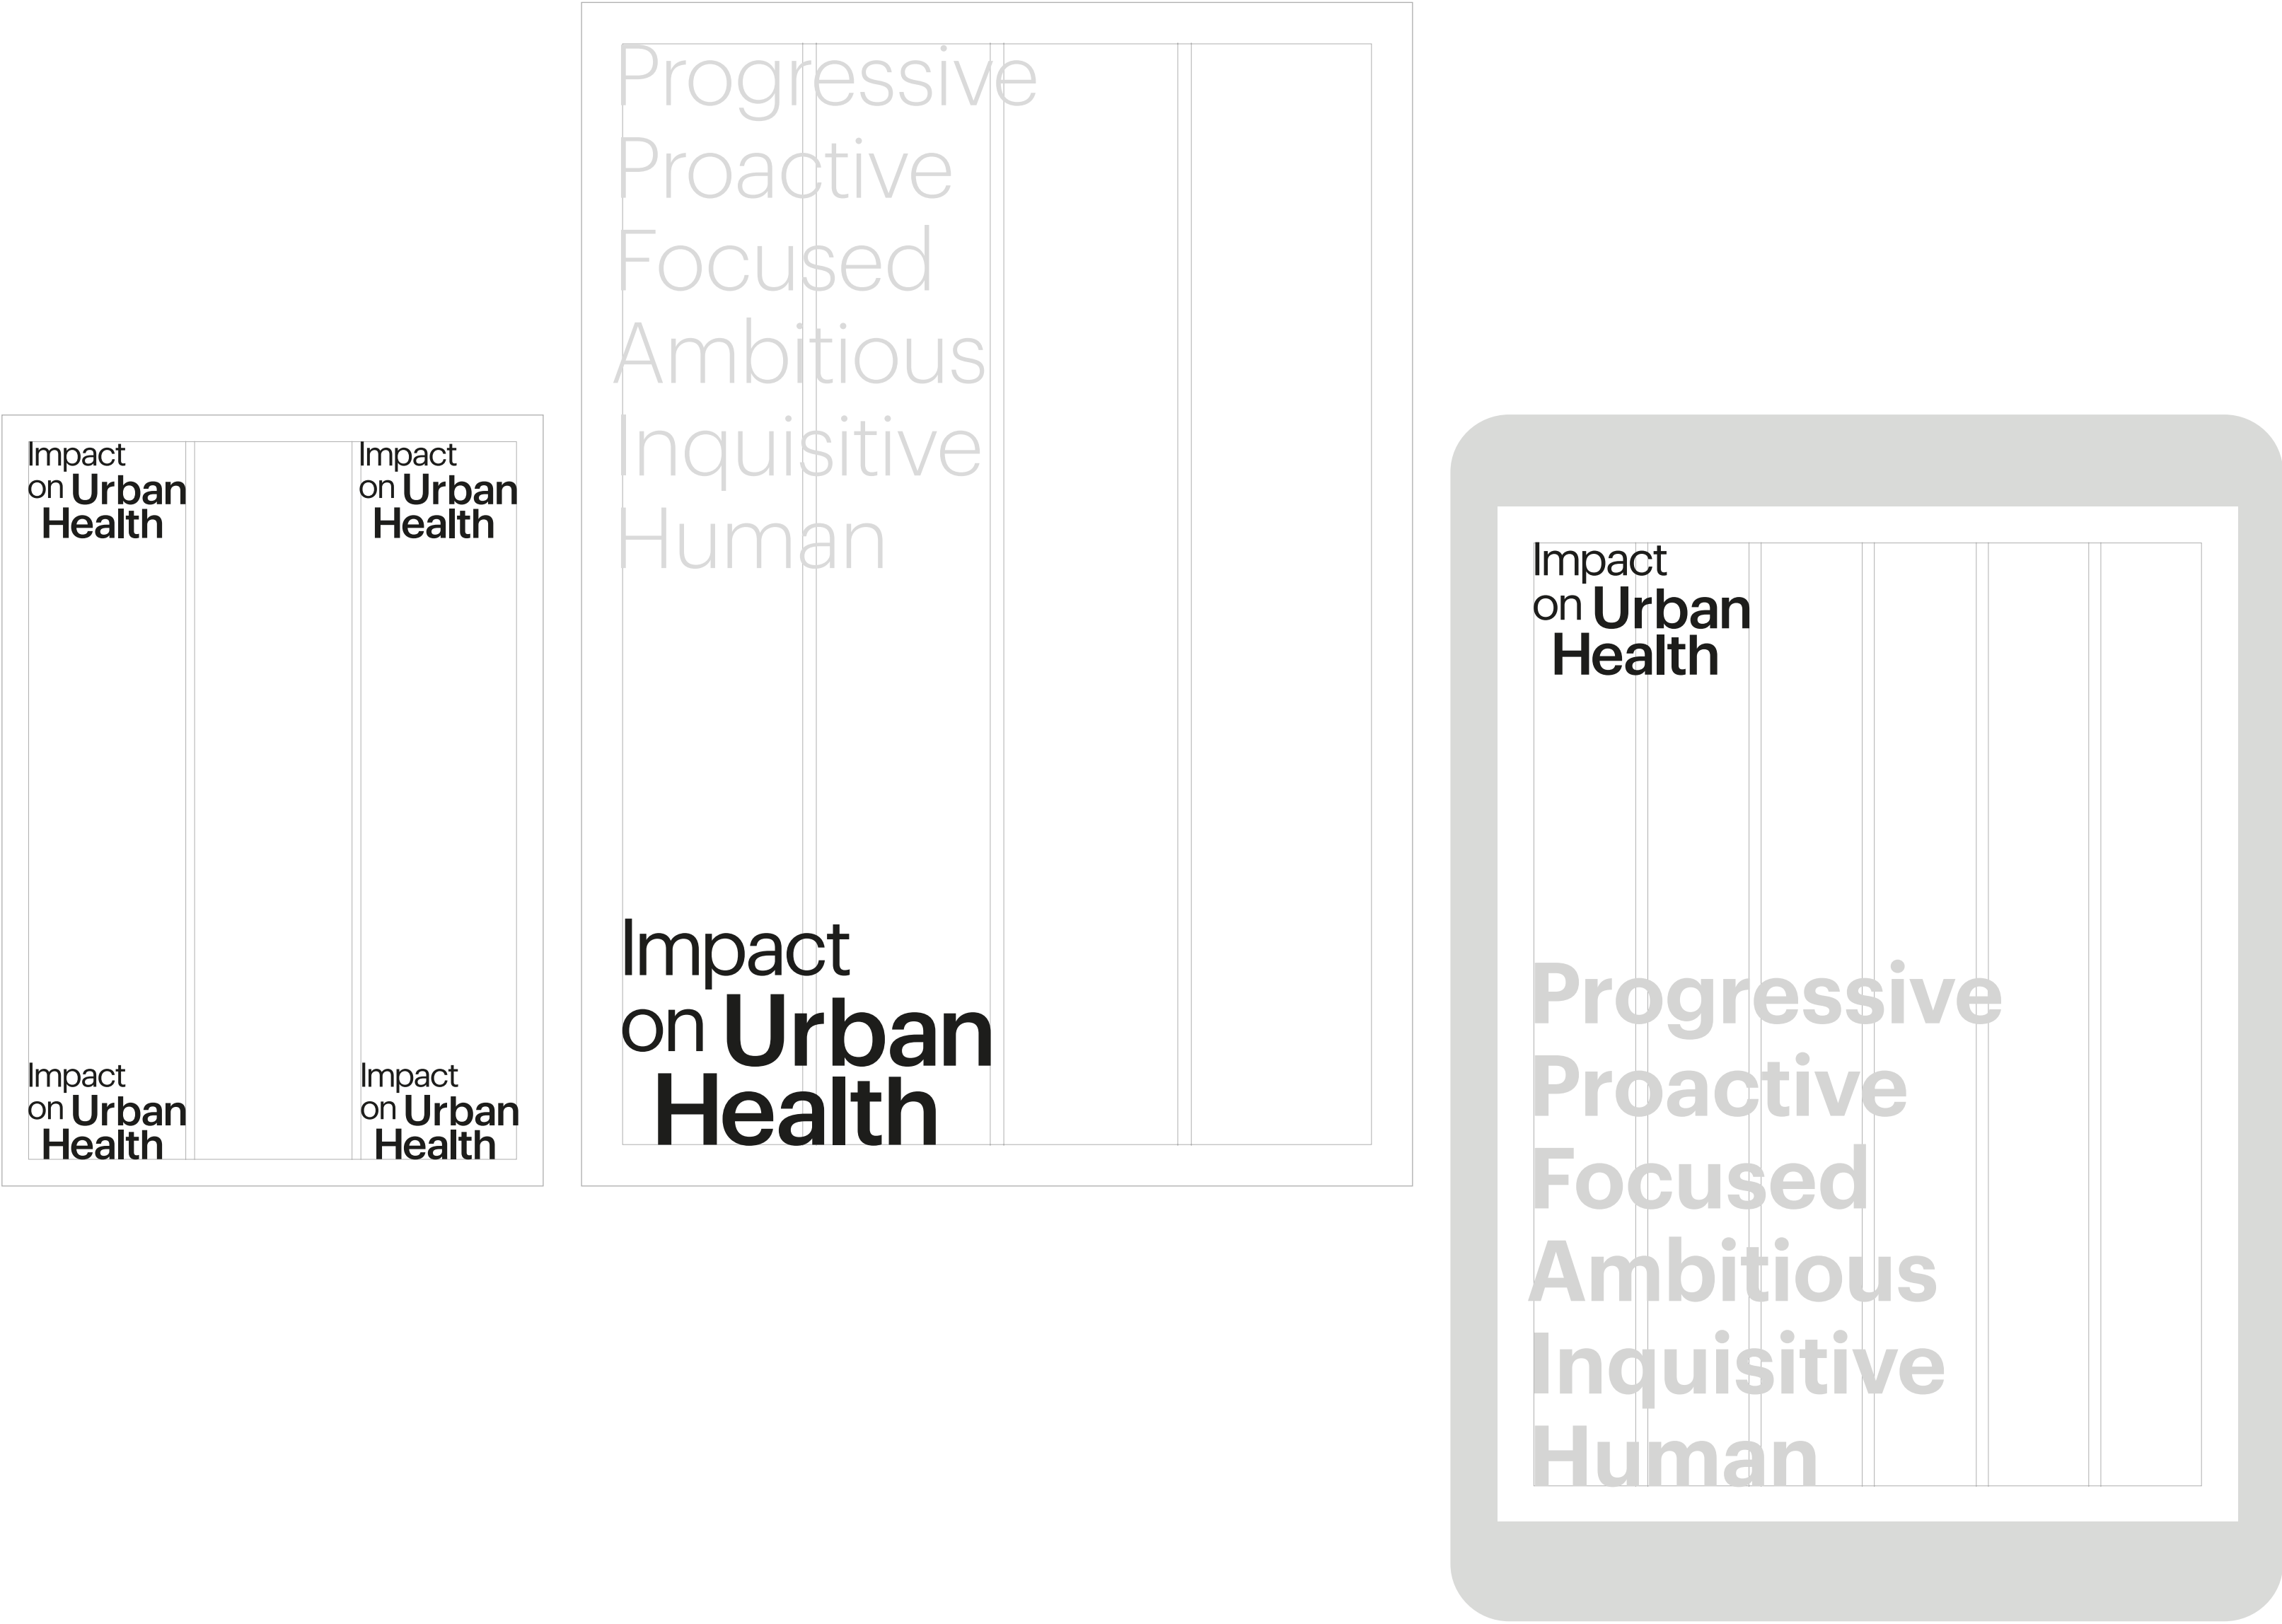 Impact
on Urban
Health
Impact
on Urban
Health
Impact
on Urban
Health
Impact
on Urban
Health
Progressive
Proactive
Focused
Ambitious
Inquisitive
Human
Impact
on Urban
Health
Impact
on Urban
Health
Progressive
Proactive
Focused
Ambitious
Inquisitive
Human